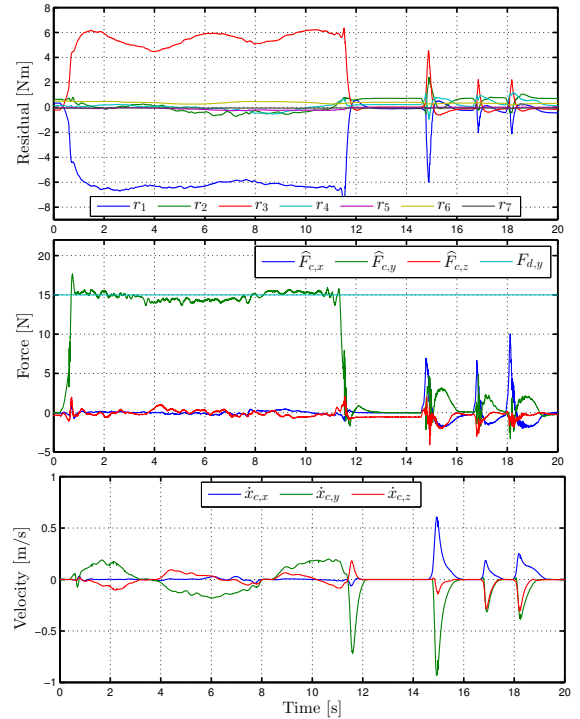 Residual [Nm]
8
6
4
2
0
−2
−4
−6
−8
r₁ r₂ r₃ r₄ r₅ r₆ r₇
0 2 4 6 8 10 12 14 16 18 20
Force [N]
20
15
10
5
0
−5
F̂c,x F̂c,y F̂c,z Fd,y
0 2 4 6 8 10 12 14 16 18 20
Velocity [m/s]
1
0.5
0
−0.5
−1
ẋc,x ẋc,y ẋc,z
0 2 4 6 8 10 12 14 16 18 20
Time [s]